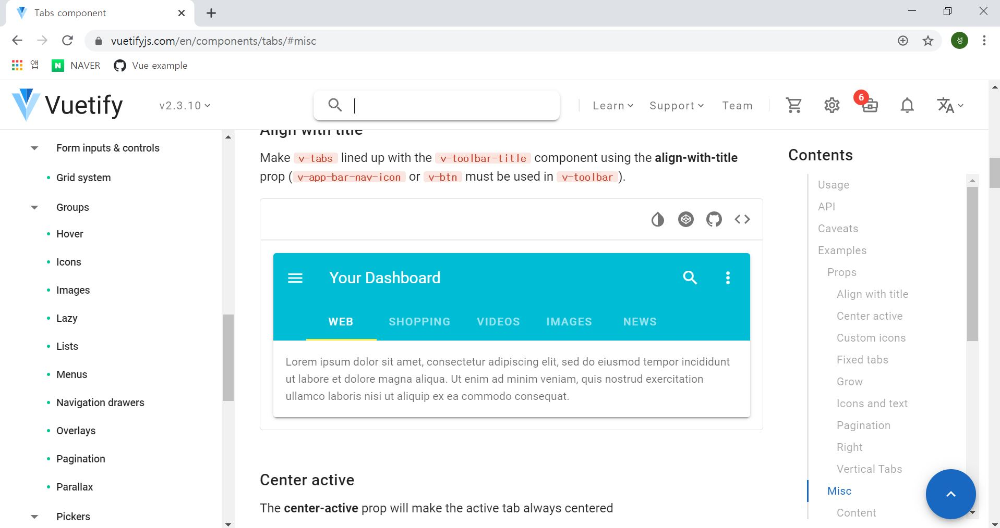 Tabs component
vuetifyjs.com/en/components/tabs/#misc
성
앱
N NAVER
Vue example
Vuetify
v2.3.10
Learn
Support
Team
6
Form inputs & controls
Grid system
Groups
Hover
Icons
Images
Lazy
Lists
Menus
Navigation drawers
Overlays
Pagination
Parallax
Pickers
Align with title
Make v-tabs lined up with the v-toolbar-title component using the align-with-title
prop ( v-app-bar-nav-icon or v-btn must be used in v-toolbar ).
Your Dashboard
WEB SHOPPING VIDEOS IMAGES NEWS
Lorem ipsum dolor sit amet, consectetur adipiscing elit, sed do eiusmod tempor incididunt
ut labore et dolore magna aliqua. Ut enim ad minim veniam, quis nostrud exercitation
ullamco laboris nisi ut aliquip ex ea commodo consequat.
Center active
The center-active prop will make the active tab always centered
Contents
Usage
API
Caveats
Examples
Props
Align with title
Center active
Custom icons
Fixed tabs
Grow
Icons and text
Pagination
Right
Vertical Tabs
Misc
Content